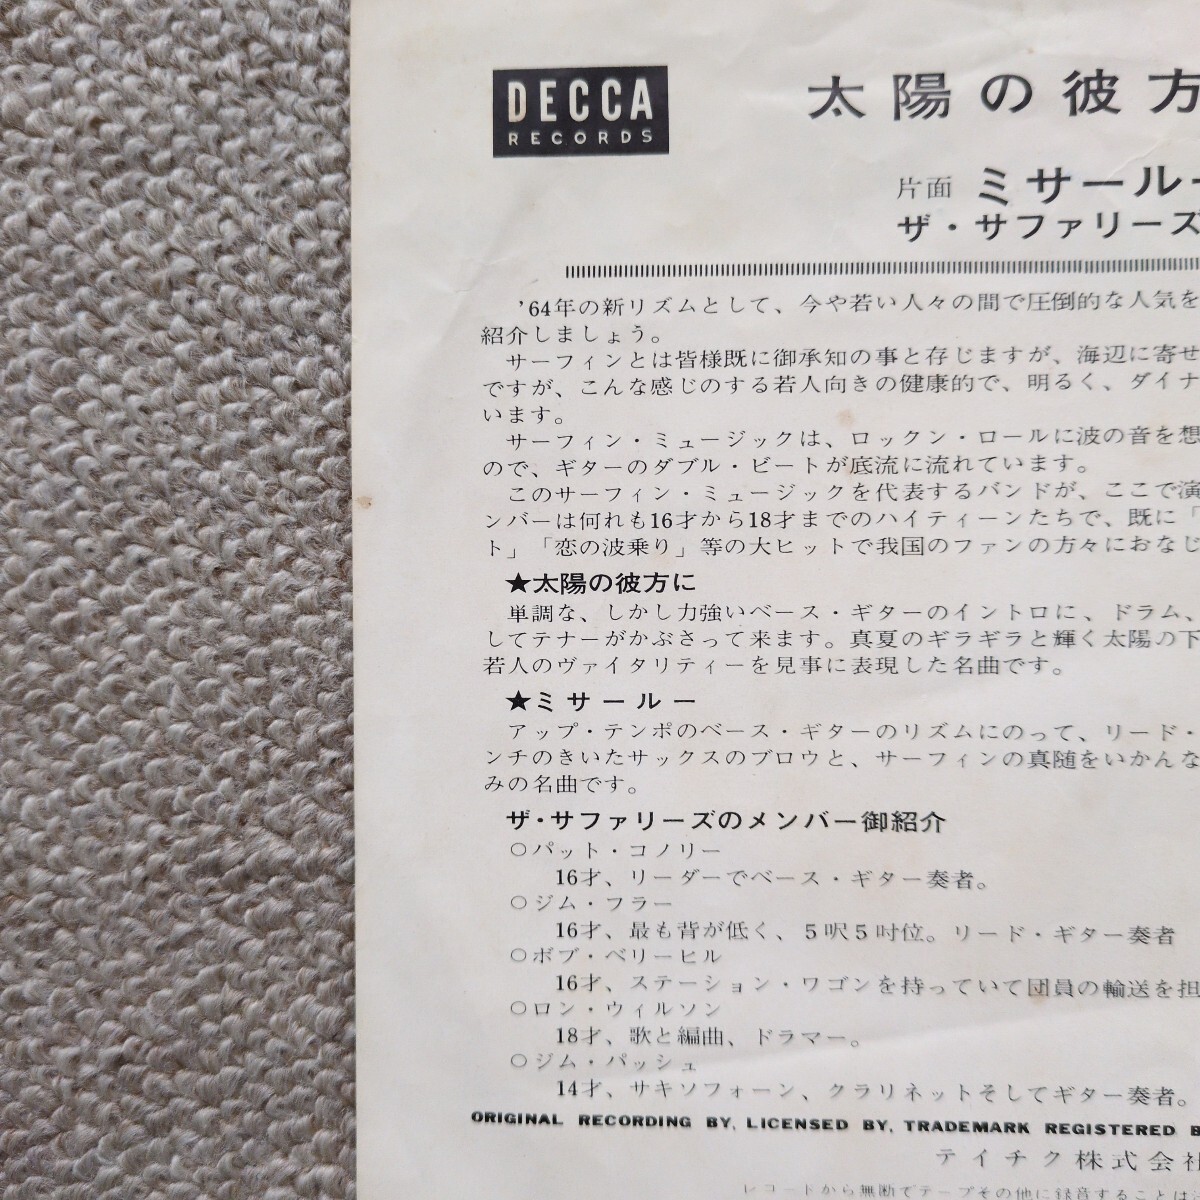 DECCA
RECORDS
太陽の彼方
片面 ミサールー
ザ・サファリーズ
'64年の新リズムとして、今や若い人々の間で圧倒的な人気を
紹介しましょう。
サーフィンとは皆様既に御承知の事と存じますが、海辺に寄せ
ですが、こんな感じのする若人向きの健康的で、明るく、ダイナ
います。
サーフィン・ミュージックは、ロックン・ロールに波の音を想
ので、ギターのダブル・ビートが底流に流れています。
このサーフィン・ミュージックを代表するバンドが、ここで演
ンバーは何れも16才から18才までのハイティーンたちで、既に「
ト」「恋の波乗り」等の大ヒットで我国のファンの方々におなじ
★太陽の彼方に
単調な、しかし力強いベース・ギターのイントロに、ドラム、
してテナーがかぶさって来ます。真夏のギラギラと輝く太陽の下
若人のヴァイタリティーを見事に表現した名曲です。
★ミサールー
アップ・テンポのベース・ギターのリズムにのって、リード・
ンチのきいたサックスのブロウと、サーフィンの真随をいかんな
みの名曲です。
ザ・サファリーズのメンバー御紹介
○パット・コノリー
16才、リーダーでベース・ギター奏者。
○ジム・フラー
16才、最も背が低く、5呎5吋位。リード・ギター奏者
○ボブ・ベリーヒル
16才、ステーション・ワゴンを持っていて団員の輸送を担
○ロン・ウィルソン
18才、歌と編曲、ドラマー。
○ジム・パッシュ
14才、サキソフォーン、クラリネットそしてギター奏者。
ORIGINAL RECORDING BY, LICENSED BY, TRADEMARK REGISTERED B
テイチク株式会社
レコードから無断でテープその他に録音することは